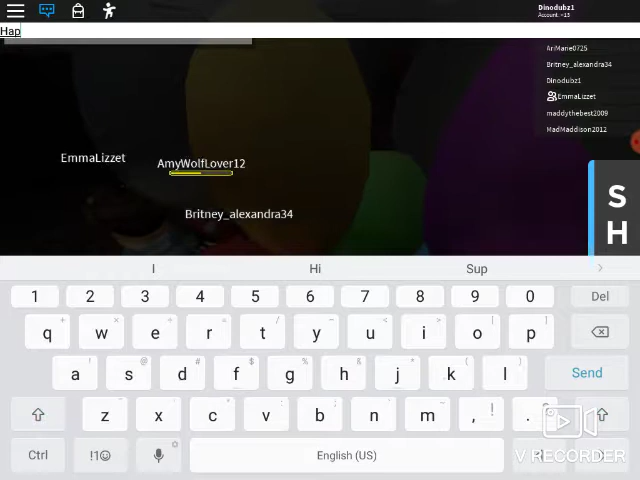 Dinodubz1
Account: <13
Hap
AriMarie0725
Britney_alexandra34
Dinodubz1
EmmaLizzet
maddythebest2009
MadMaddison2012
EmmaLizzet
AmyWolfLover12
Britney_alexandra34
S
H
I Hi Sup >
1 2 3 4 5 6 7 8 9 0 Del
q w e r t y u i o p
a s d f g h j k l Send
z x c v b n m , ! . ?
Ctrl !1☺ English (US)
V RECORDER